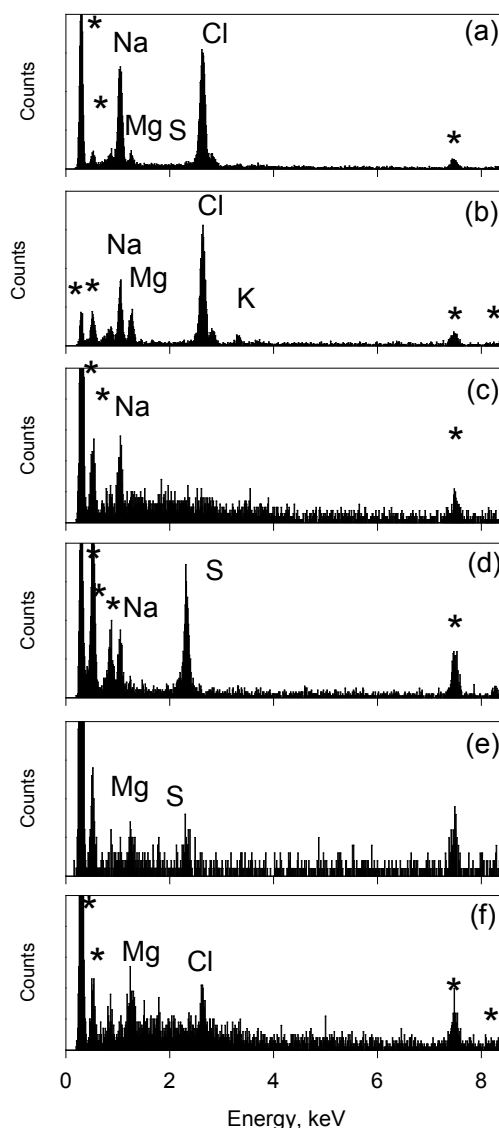 * Na Cl (a)
* Mg S *
Counts
Cl (b)
Na Mg
* * K * *
Counts
* * Na * (c)
Counts
S (d)
* * * Na *
Counts
(e)
Mg S
Counts
* (f)
* Mg Cl * *
Counts
0 2 4 6 8
Energy, keV